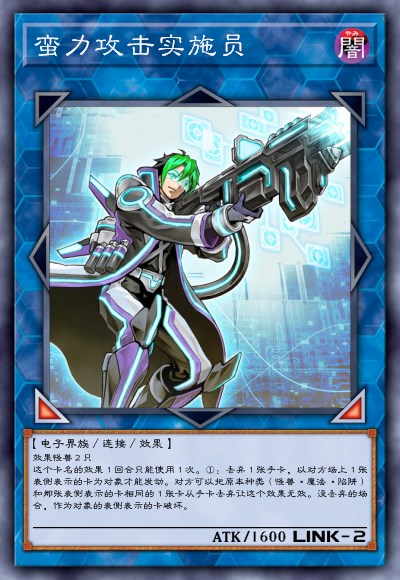 蛮力攻击实施员
やみ
闇
【电子界族／连接／效果】
效果怪兽2只
这个卡名的效果1回合只能使用1次。①：丢弃1张手卡，以对方场上1张
表侧表示的卡为对象才能发动。对方可以把原本种类（怪兽·魔法·陷阱）
和那张表侧表示的卡相同的1张卡从手卡丢弃让这个效果无效。没丢弃的场
合，作为对象的表侧表示的卡破坏。
ATK/1600 LINK-2